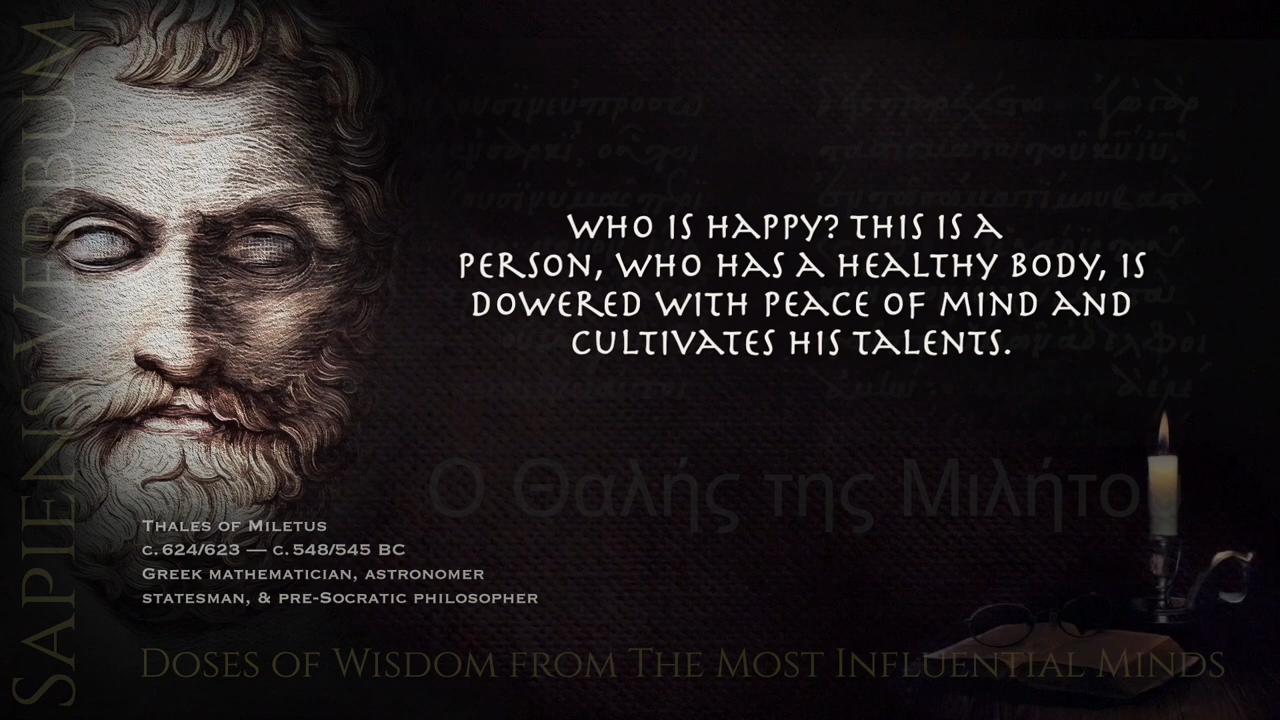 SAPIENS VERBUM
WHO IS HAPPY? THIS IS A
PERSON, WHO HAS A HEALTHY BODY, IS
DOWERED WITH PEACE OF MIND AND
CULTIVATES HIS TALENTS.
Ο Θαλής της Μιλήτο
THALES OF MILETUS
C. 624/623 — C. 548/545 BC
GREEK MATHEMATICIAN, ASTRONOMER
STATESMAN, & PRE-SOCRATIC PHILOSOPHER
DOSES OF WISDOM FROM THE MOST INFLUENTIAL MINDS